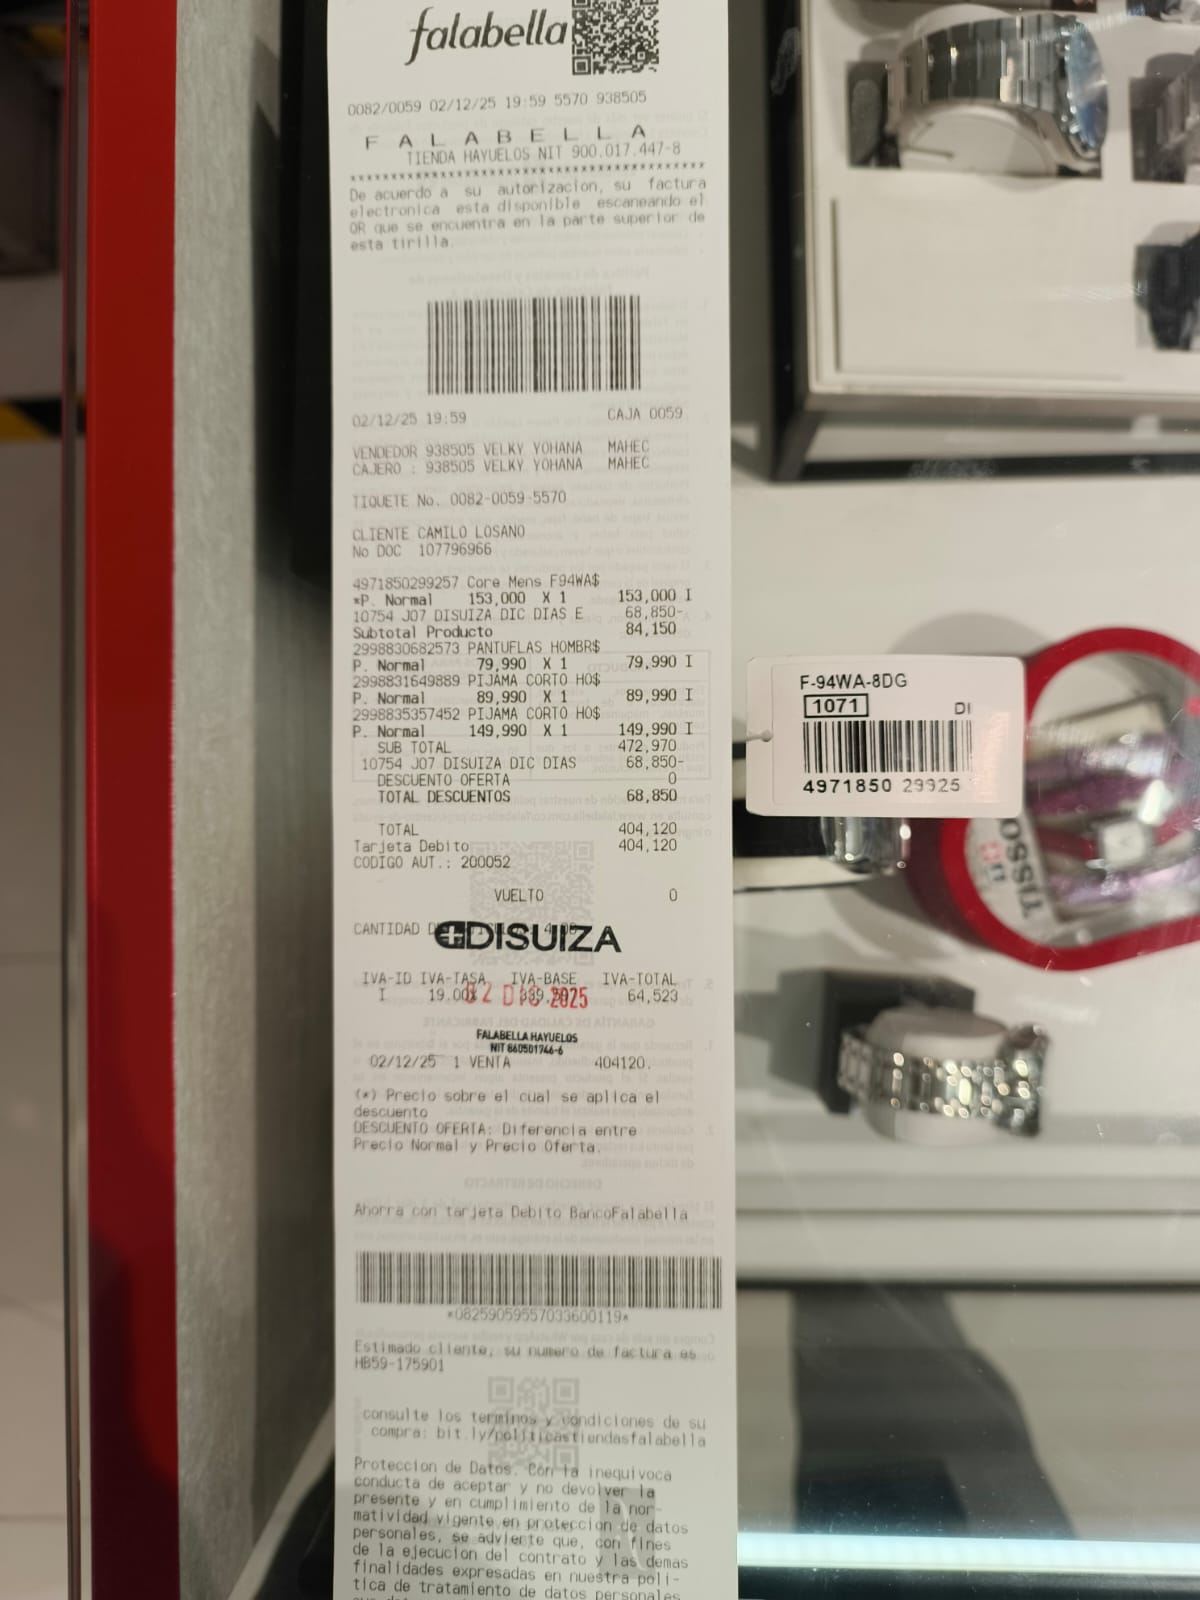 falabella
0082/0059 02/12/25 19:59 5570 938505
F A L A B E L L A
TIENDA HAYUELOS NIT 900.017.447-8
****************************************
De acuerdo a su autorizacion, su factura
electronica esta disponible escaneando el
QR que se encuentra en la parte superior de
esta tirilla.
02/12/25 19:59 CAJA 0059
VENDEDOR 938505 VELKY YOHANA MAHEC
CAJERO : 938505 VELKY YOHANA MAHEC
TIQUETE No. 0082-0059-5570
CLIENTE CAMILO LOSANO
No DOC 107796966
4971850299257 Core Mens F94WA$
*P. Normal 153,000 X 1 153,000 I
10754 J07 DISUIZA DIC DIAS E 68,850-
Subtotal Producto 84,150
2998830682573 PANTUFLAS HOMBR$
P. Normal 79,990 X 1 79,990 I
2998831649889 PIJAMA CORTO HO$
P. Normal 89,990 X 1 89,990 I
2998835357452 PIJAMA CORTO HO$
P. Normal 149,990 X 1 149,990 I
SUB TOTAL 472,970
10754 J07 DISUIZA DIC DIAS 68,850-
DESCUENTO OFERTA 0
TOTAL DESCUENTOS 68,850
TOTAL 404,120
Tarjeta Debito 404,120
CODIGO AUT.: 200052
VUELTO 0
CANTIDAD
DISUIZA
IVA-ID IVA-TASA IVA-BASE IVA-TOTAL
I 19.00% 64,523
02 DIC 2025
FALABELLA HAYUELOS
NIT 860501746-6
02/12/25 1 VENTA 404120.
(*) Precio sobre el cual se aplica el
descuento
DESCUENTO OFERTA: Diferencia entre
Precio Normal y Precio Oferta.
Ahorra con tarjeta Debito BancoFalabella
*08259059557033600119*
Estimado cliente, su numero de factura es
HB59-175901
consulte los terminos y condiciones de su
compra: bit.ly/politicastiendasfalabella
Proteccion de Datos. Con la inequivoca
conducta de aceptar y no devolver la
presente y en cumplimiento de la nor-
matividad vigente en proteccion de datos
personales, se advierte que, con fines
de la ejecucion del contrato y las demas
finalidades expresadas en nuestra poli-
tica de tratamiento de datos personales
F-94WA-8DG
1071 DI
4971850 29925
TISSOT